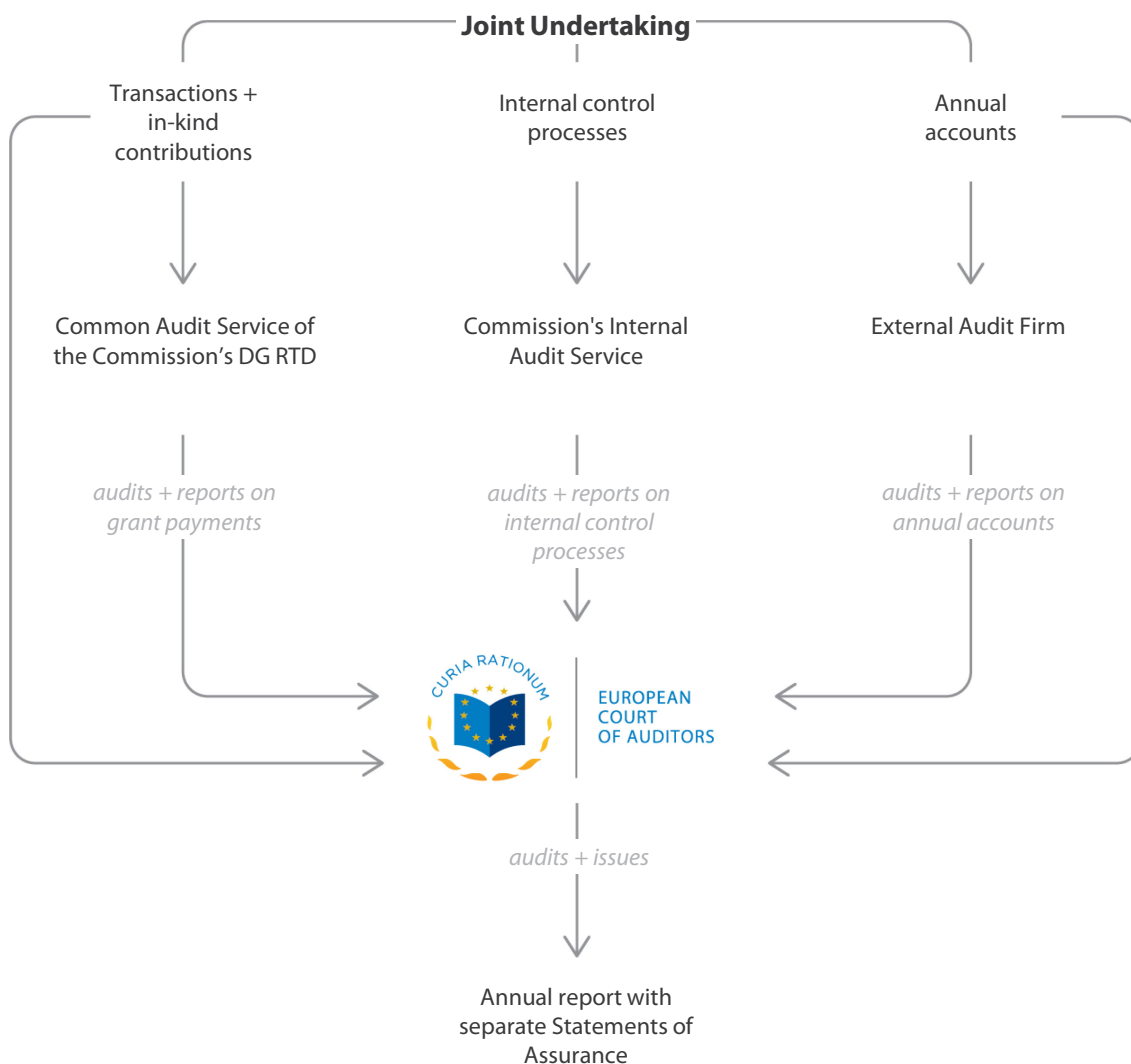 Joint Undertaking
Transactions +
in-kind
contributions
Internal control
processes
Annual
accounts
Common Audit Service of
the Commission’s DG RTD
Commission's Internal
Audit Service
External Audit Firm
audits + reports on
grant payments
audits + reports on
internal control
processes
audits + reports on
annual accounts
CURIA RATIONUM
EUROPEAN
COURT
OF AUDITORS
audits + issues
Annual report with
separate Statements of
Assurance